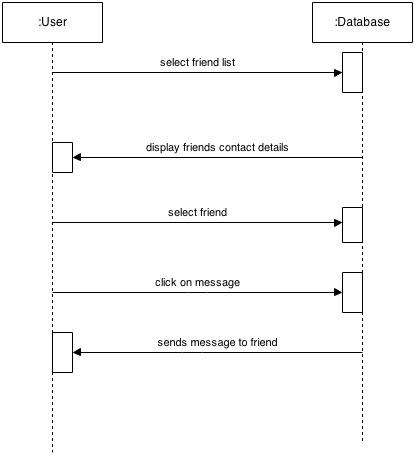 :User
:Database
select friend list
display friends contact details
select friend
click on message
sends message to friend